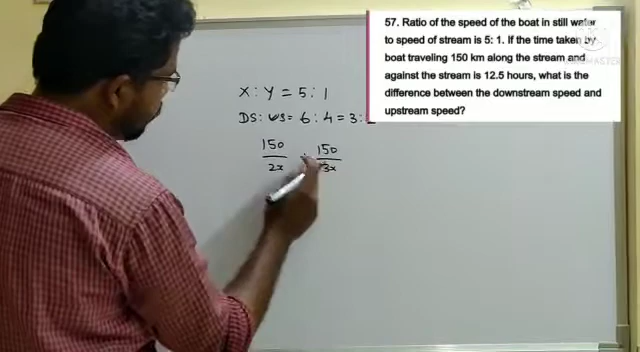 57. Ratio of the speed of the boat in still water
to speed of stream is 5: 1. If the time taken by
boat traveling 150 km along the stream and
against the stream is 12.5 hours, what is the
difference between the downstream speed and
upstream speed?
X : Y = 5 : 1
DS : US = 6 : 4 = 3 :
150 150
2x 3x